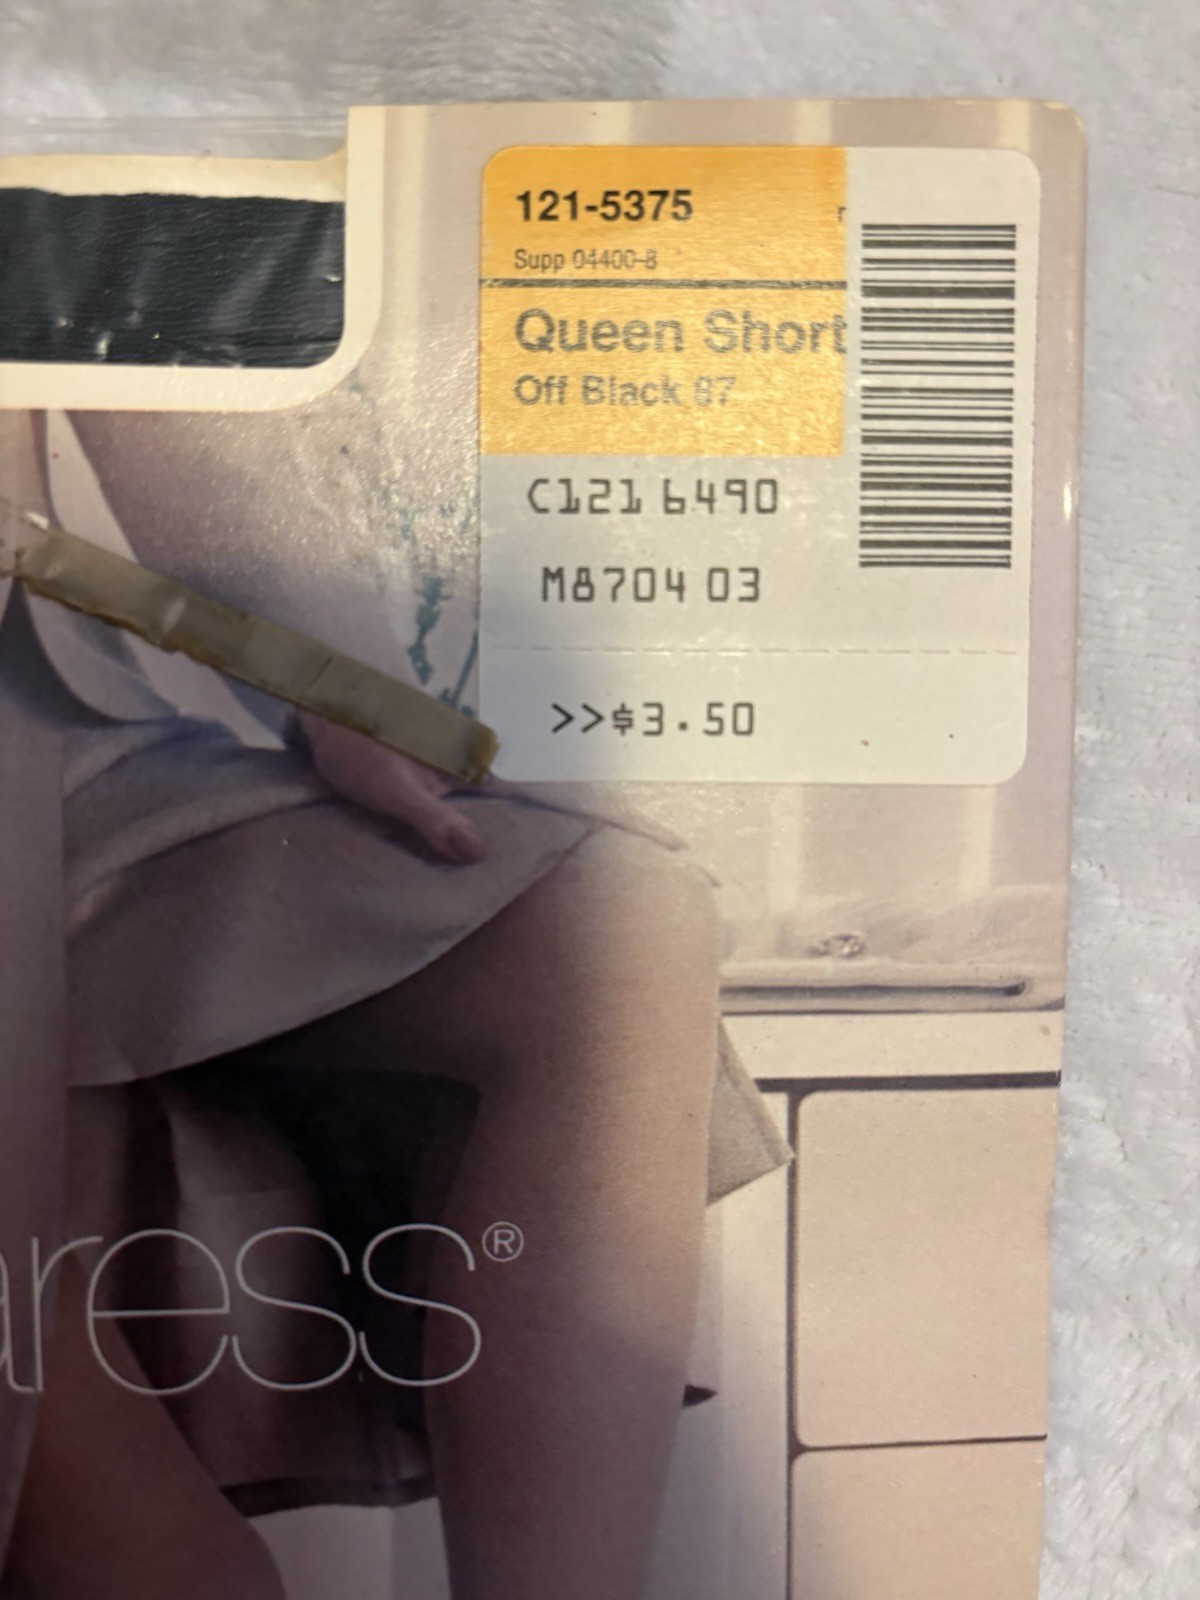 121-5375
Supp 04400-8
Queen Short
Off Black 87
C121 6490
M8704 03
>>$3.50
aress®